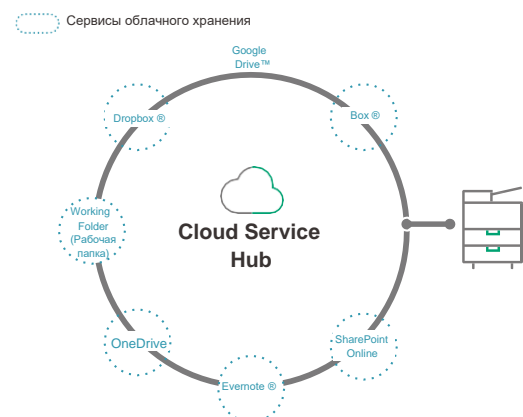 Сервисы облачного хранения
Google
Drive™
Dropbox ®
Box ®
Working
Folder
(Рабочая
папка)
Cloud Service
Hub
OneDrive
SharePoint
Online
Evernote ®